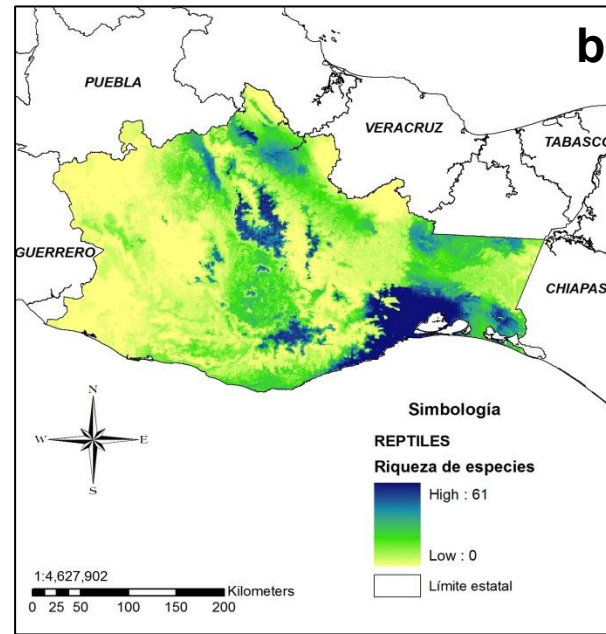 b
PUEBLA
VERACRUZ
TABASCO
GUERRERO
CHIAPAS
N
W E
S
Simbología
REPTILES
Riqueza de especies
High : 61
Low : 0
Límite estatal
1:4,627,902
Kilometers
0 25 50 100 150 200